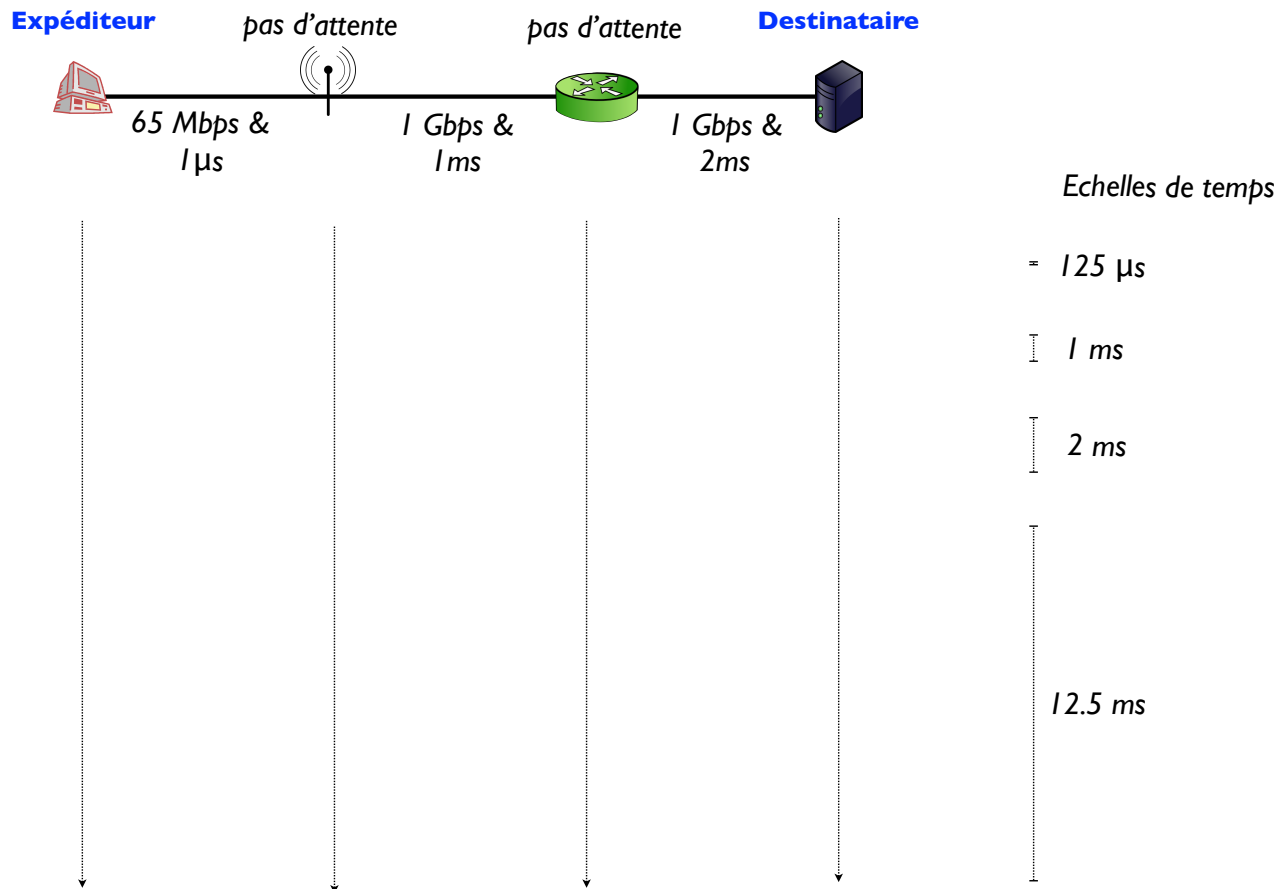 Expéditeur
pas d'attente
pas d'attente
Destinataire
65 Mbps &
1µs
1 Gbps &
1ms
1 Gbps &
2ms
Echelles de temps
125 µs
1 ms
2 ms
12.5 ms